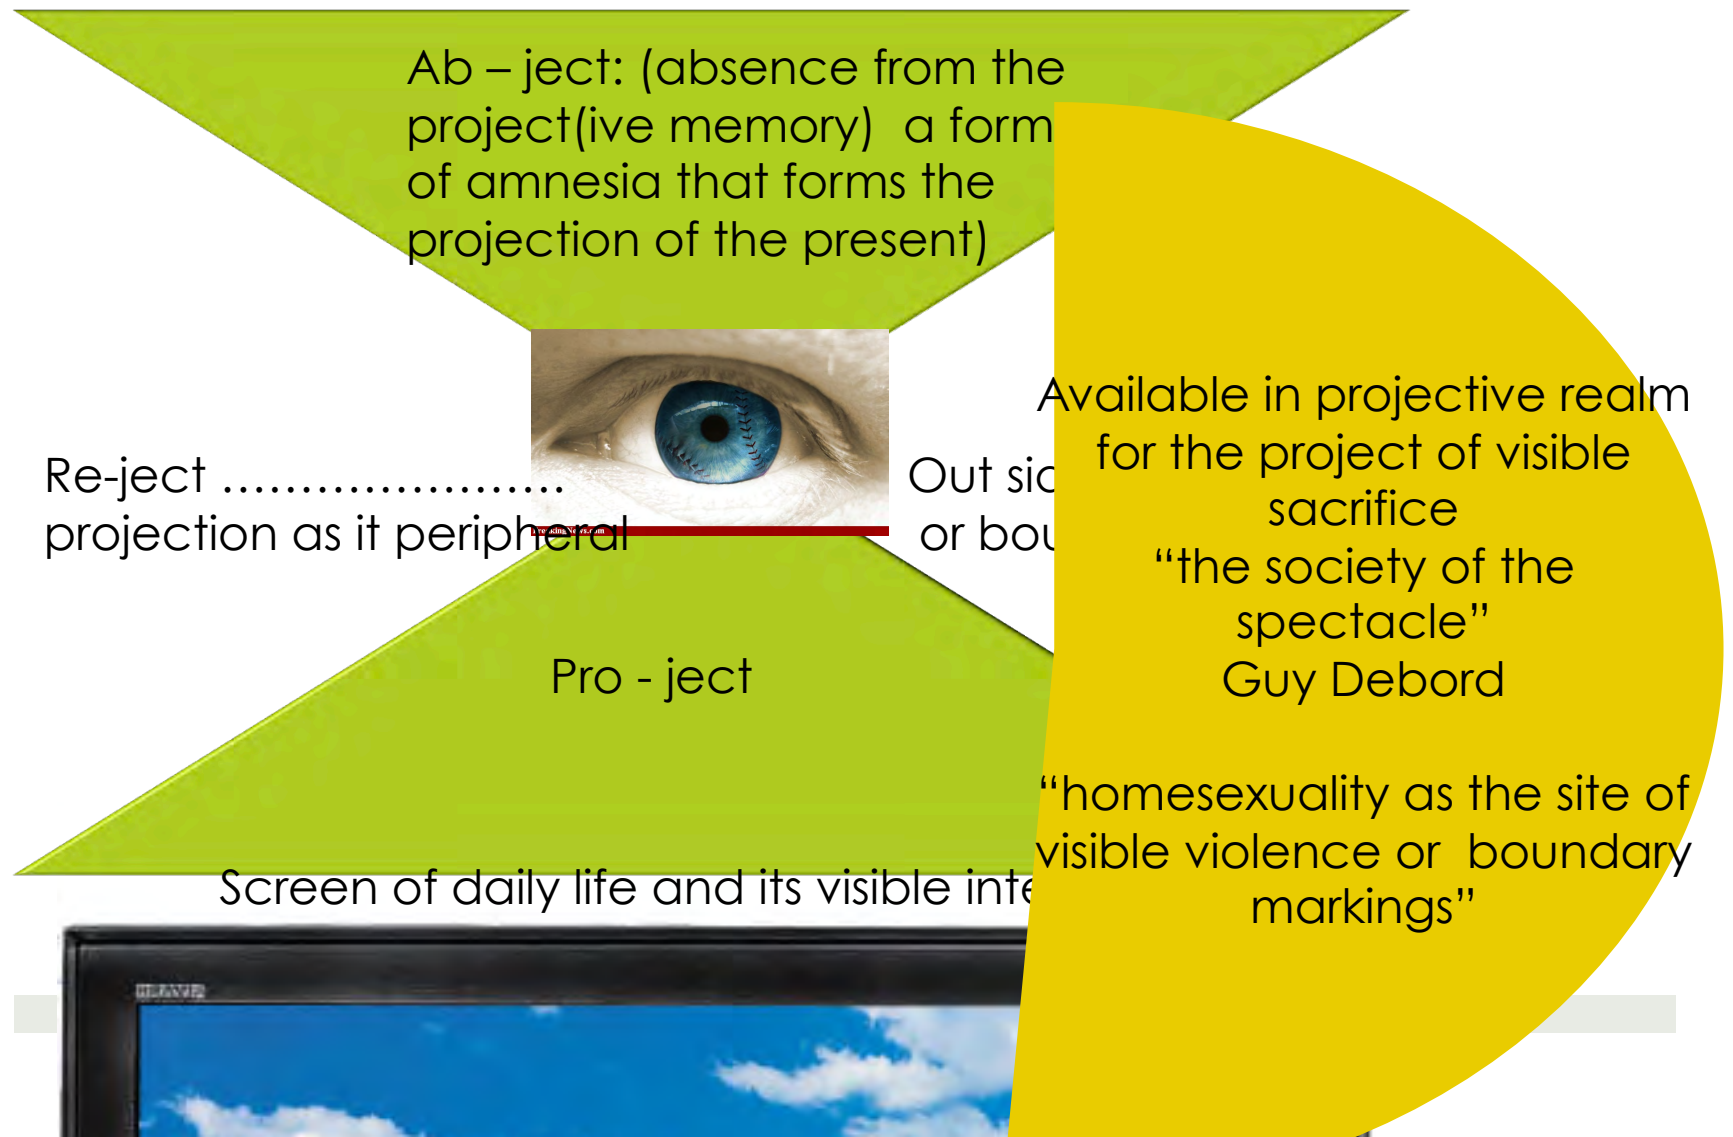 Ab – ject: (absence from the
project(ive memory)  a form
of amnesia that forms the
projection of the present)
Re-ject ......................
projection as it peripheral
Out
or
Available in projective realm
for the project of visible
sacrifice
“the society of the
spectacle”
Guy Debord
“homesexuality as the site of
visible violence or  boundary
markings”
Pro - ject
Screen of daily life and its visible
BRAVIA